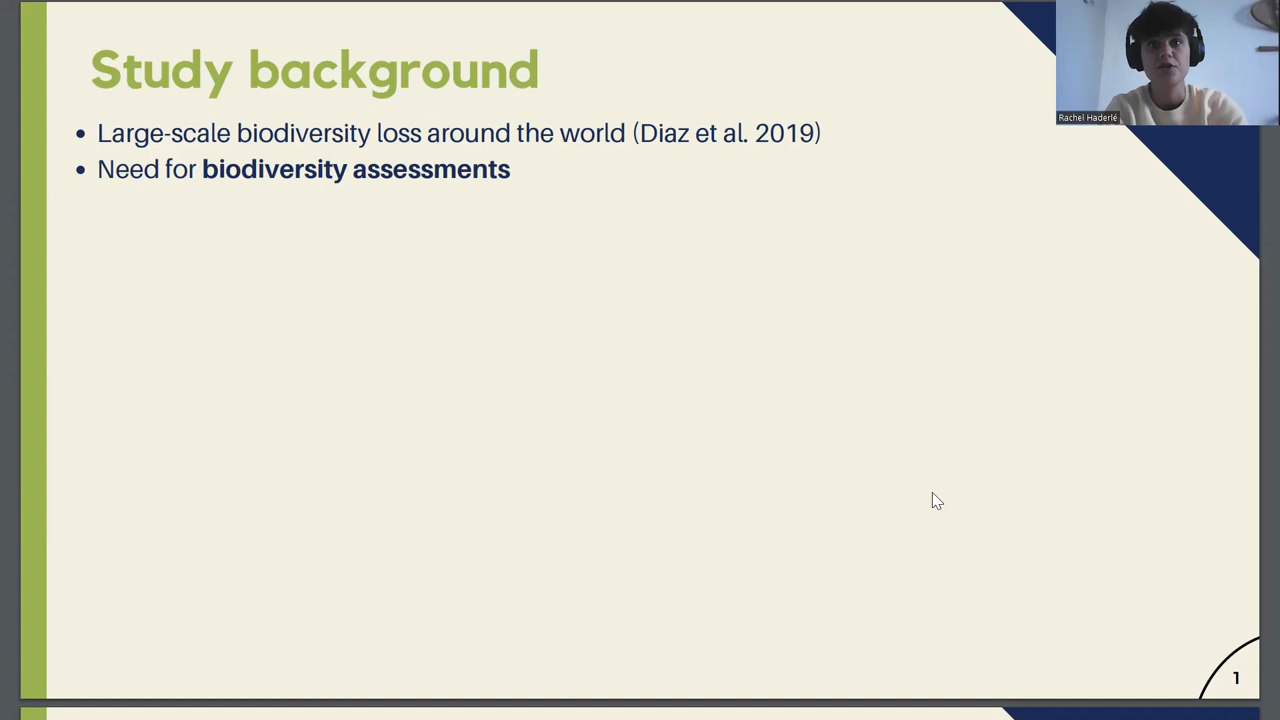 Study background
• Large-scale biodiversity loss around the world (Diaz et al. 2019)
• Need for biodiversity assessments
Rachel Haderlé
1